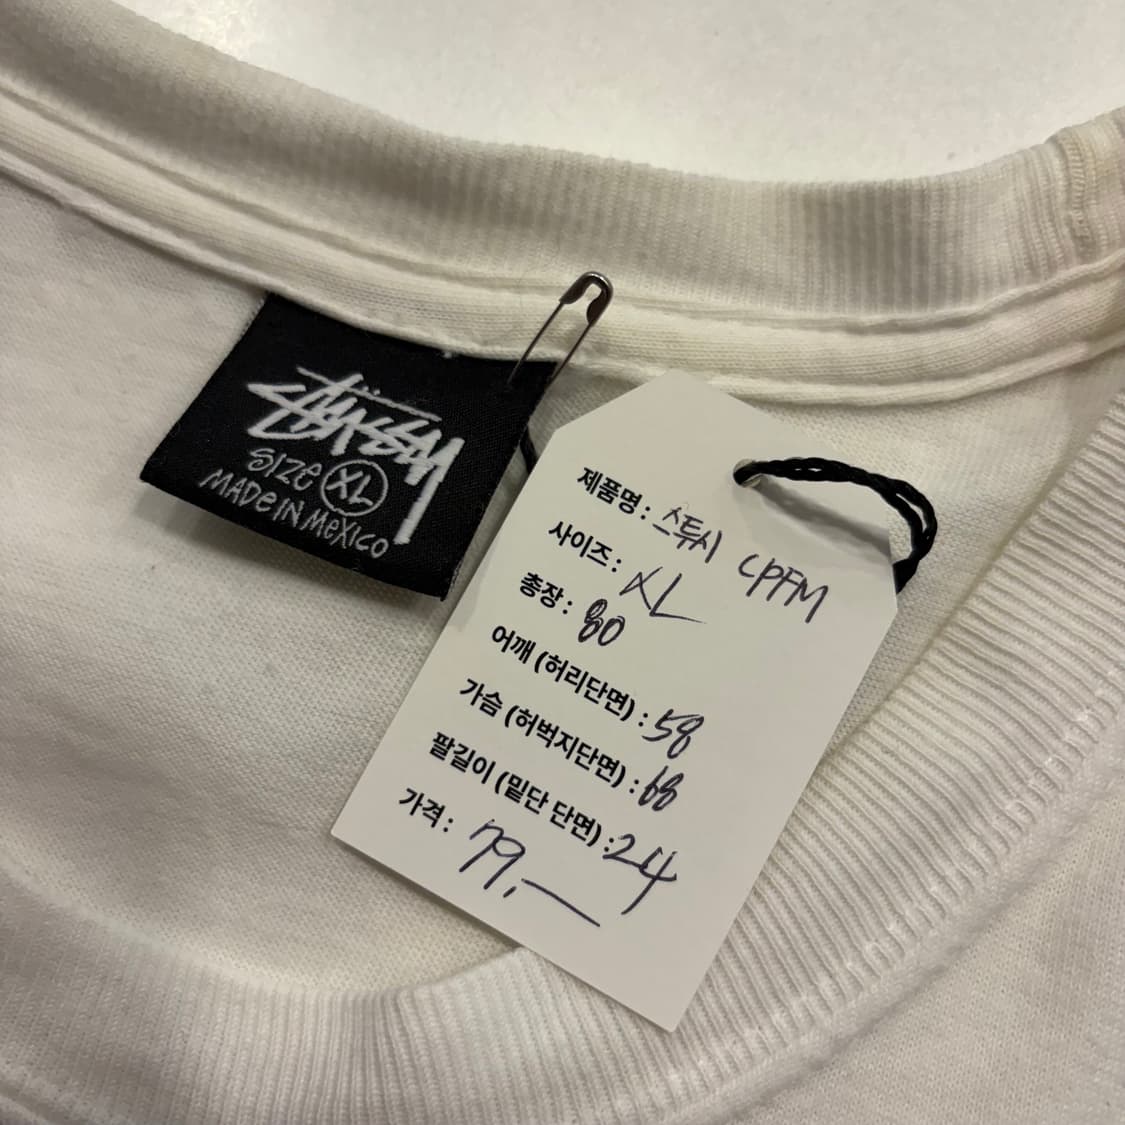 Stüssy
SIZE XL
MADE IN MEXICO
제품명 : 스투시 CPFM
사이즈 : XL
총장 : 80
어깨 (허리단면) : 58
가슴 (허벅지단면) : 68
팔길이 (밑단 단면) : 24
가격 : 79,—